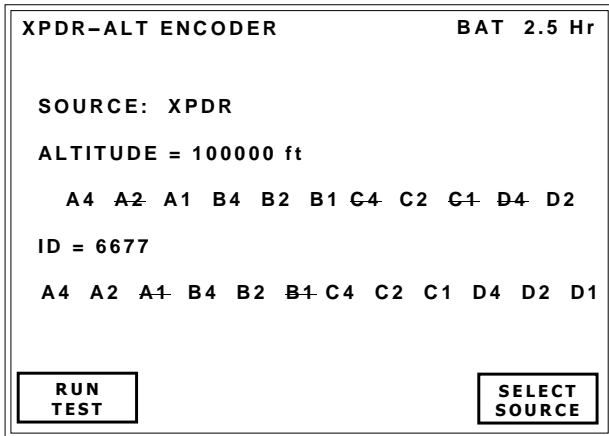 XPDR–ALT ENCODER BAT 2.5 Hr
SOURCE: XPDR
ALTITUDE = 100000 ft
A4 A2 A1 B4 B2 B1 C4 C2 C1 D4 D2
ID = 6677
A4 A2 A1 B4 B2 B1 C4 C2 C1 D4 D2 D1
RUN
TEST
SELECT
SOURCE